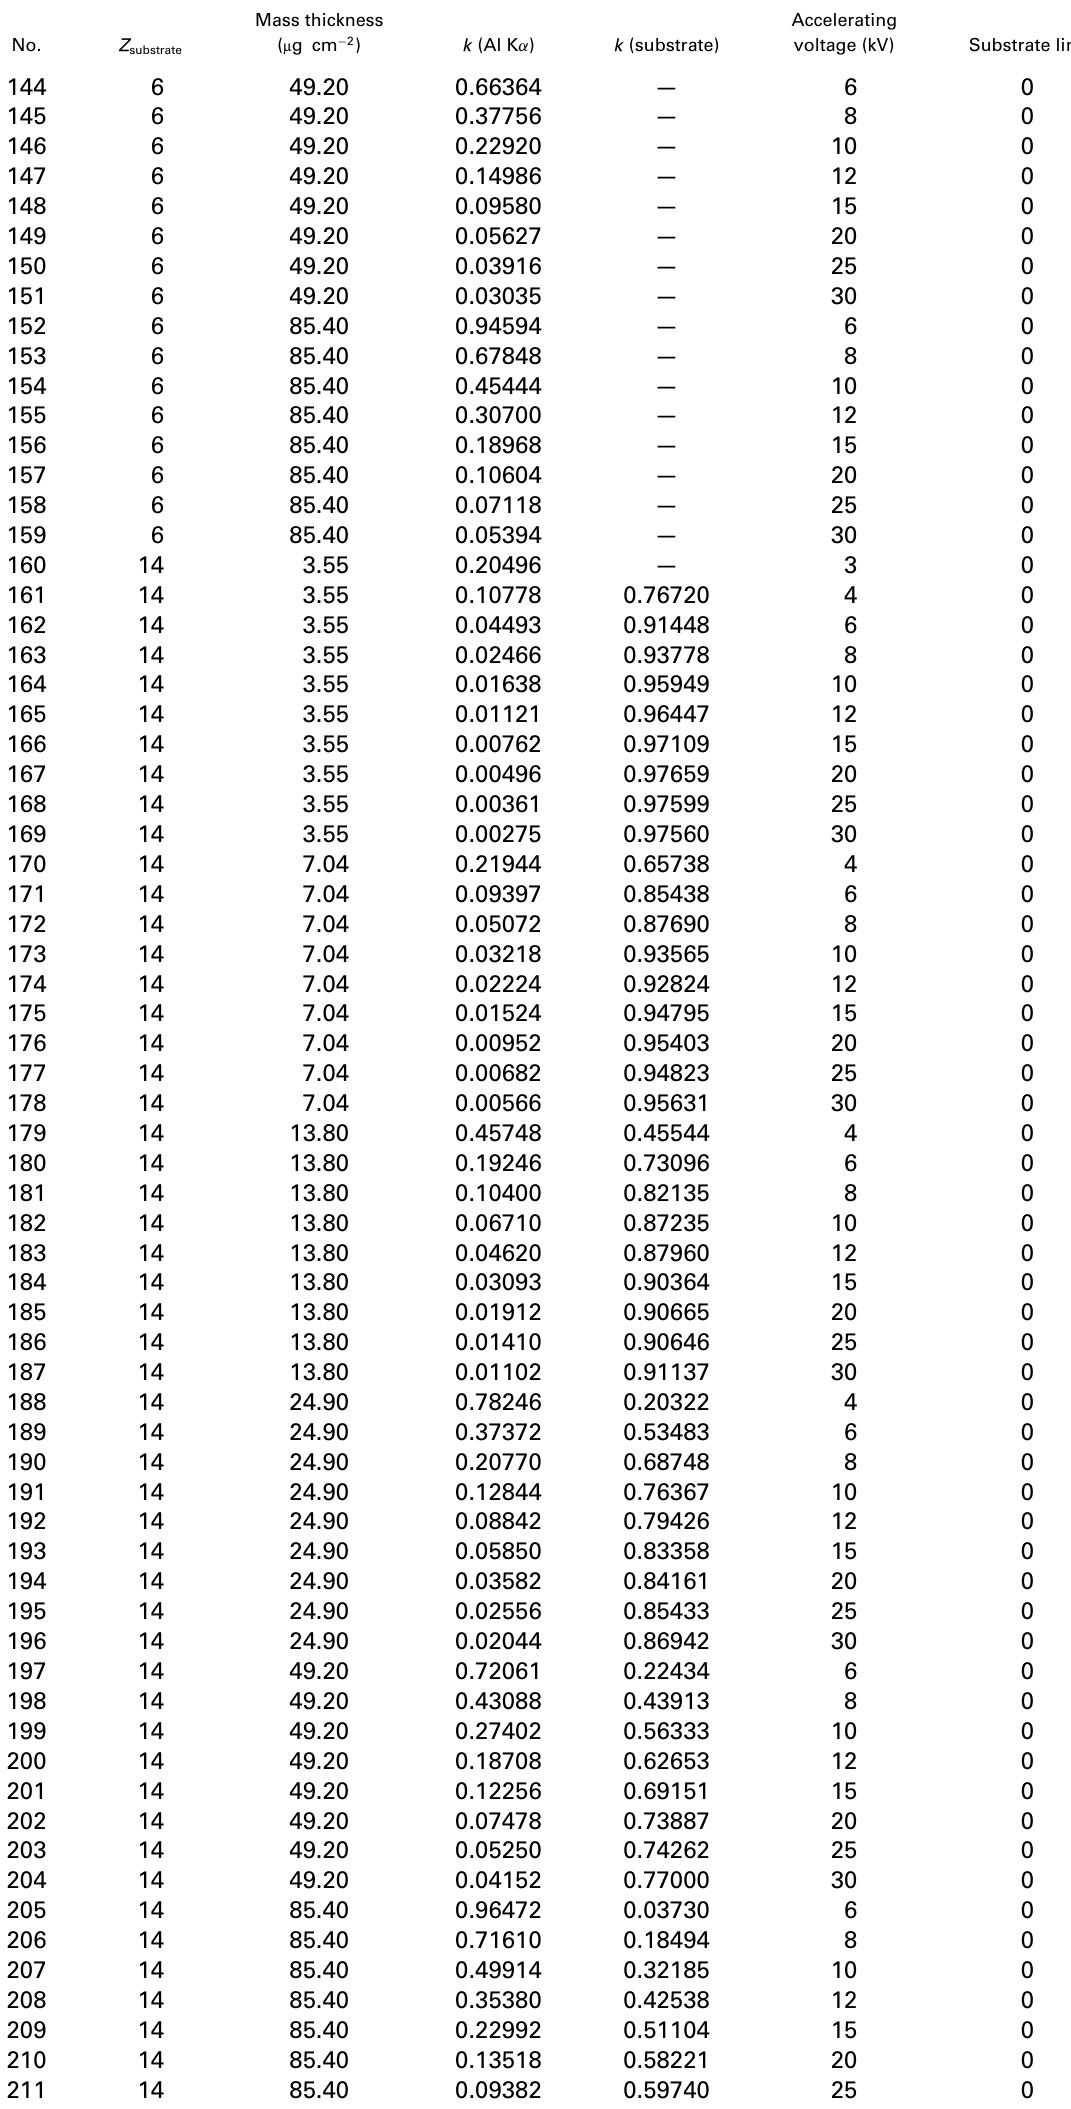 Mass thickness Accelerating
No. Zsubstrate (μg cm−2) k (Al Kα) k (substrate) voltage (kV) Substrate lin
144 6 49.20 0.66364 — 6 0
145 6 49.20 0.37756 — 8 0
146 6 49.20 0.22920 — 10 0
147 6 49.20 0.14986 — 12 0
148 6 49.20 0.09580 — 15 0
149 6 49.20 0.05627 — 20 0
150 6 49.20 0.03916 — 25 0
151 6 49.20 0.03035 — 30 0
152 6 85.40 0.94594 — 6 0
153 6 85.40 0.67848 — 8 0
154 6 85.40 0.45444 — 10 0
155 6 85.40 0.30700 — 12 0
156 6 85.40 0.18968 — 15 0
157 6 85.40 0.10604 — 20 0
158 6 85.40 0.07118 — 25 0
159 6 85.40 0.05394 — 30 0
160 14 3.55 0.20496 — 3 0
161 14 3.55 0.10778 0.76720 4 0
162 14 3.55 0.04493 0.91448 6 0
163 14 3.55 0.02466 0.93778 8 0
164 14 3.55 0.01638 0.95949 10 0
165 14 3.55 0.01121 0.96447 12 0
166 14 3.55 0.00762 0.97109 15 0
167 14 3.55 0.00496 0.97659 20 0
168 14 3.55 0.00361 0.97599 25 0
169 14 3.55 0.00275 0.97560 30 0
170 14 7.04 0.21944 0.65738 4 0
171 14 7.04 0.09397 0.85438 6 0
172 14 7.04 0.05072 0.87690 8 0
173 14 7.04 0.03218 0.93565 10 0
174 14 7.04 0.02224 0.92824 12 0
175 14 7.04 0.01524 0.94795 15 0
176 14 7.04 0.00952 0.95403 20 0
177 14 7.04 0.00682 0.94823 25 0
178 14 7.04 0.00566 0.95631 30 0
179 14 13.80 0.45748 0.45544 4 0
180 14 13.80 0.19246 0.73096 6 0
181 14 13.80 0.10400 0.82135 8 0
182 14 13.80 0.06710 0.87235 10 0
183 14 13.80 0.04620 0.87960 12 0
184 14 13.80 0.03093 0.90364 15 0
185 14 13.80 0.01912 0.90665 20 0
186 14 13.80 0.01410 0.90646 25 0
187 14 13.80 0.01102 0.91137 30 0
188 14 24.90 0.78246 0.20322 4 0
189 14 24.90 0.37372 0.53483 6 0
190 14 24.90 0.20770 0.68748 8 0
191 14 24.90 0.12844 0.76367 10 0
192 14 24.90 0.08842 0.79426 12 0
193 14 24.90 0.05850 0.83358 15 0
194 14 24.90 0.03582 0.84161 20 0
195 14 24.90 0.02556 0.85433 25 0
196 14 24.90 0.02044 0.86942 30 0
197 14 49.20 0.72061 0.22434 6 0
198 14 49.20 0.43088 0.43913 8 0
199 14 49.20 0.27402 0.56333 10 0
200 14 49.20 0.18708 0.62653 12 0
201 14 49.20 0.12256 0.69151 15 0
202 14 49.20 0.07478 0.73887 20 0
203 14 49.20 0.05250 0.74262 25 0
204 14 49.20 0.04152 0.77000 30 0
205 14 85.40 0.96472 0.03730 6 0
206 14 85.40 0.71610 0.18494 8 0
207 14 85.40 0.49914 0.32185 10 0
208 14 85.40 0.35380 0.42538 12 0
209 14 85.40 0.22992 0.51104 15 0
210 14 85.40 0.13518 0.58221 20 0
211 14 85.40 0.09382 0.59740 25 0